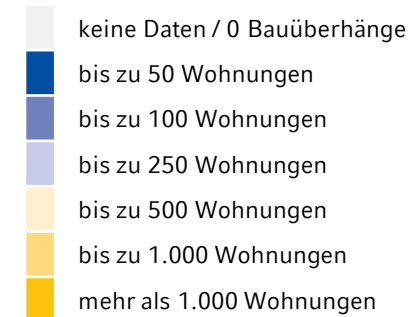 keine Daten / 0 Bauüberhänge
bis zu 50 Wohnungen
bis zu 100 Wohnungen
bis zu 250 Wohnungen
bis zu 500 Wohnungen
bis zu 1.000 Wohnungen
mehr als 1.000 Wohnungen